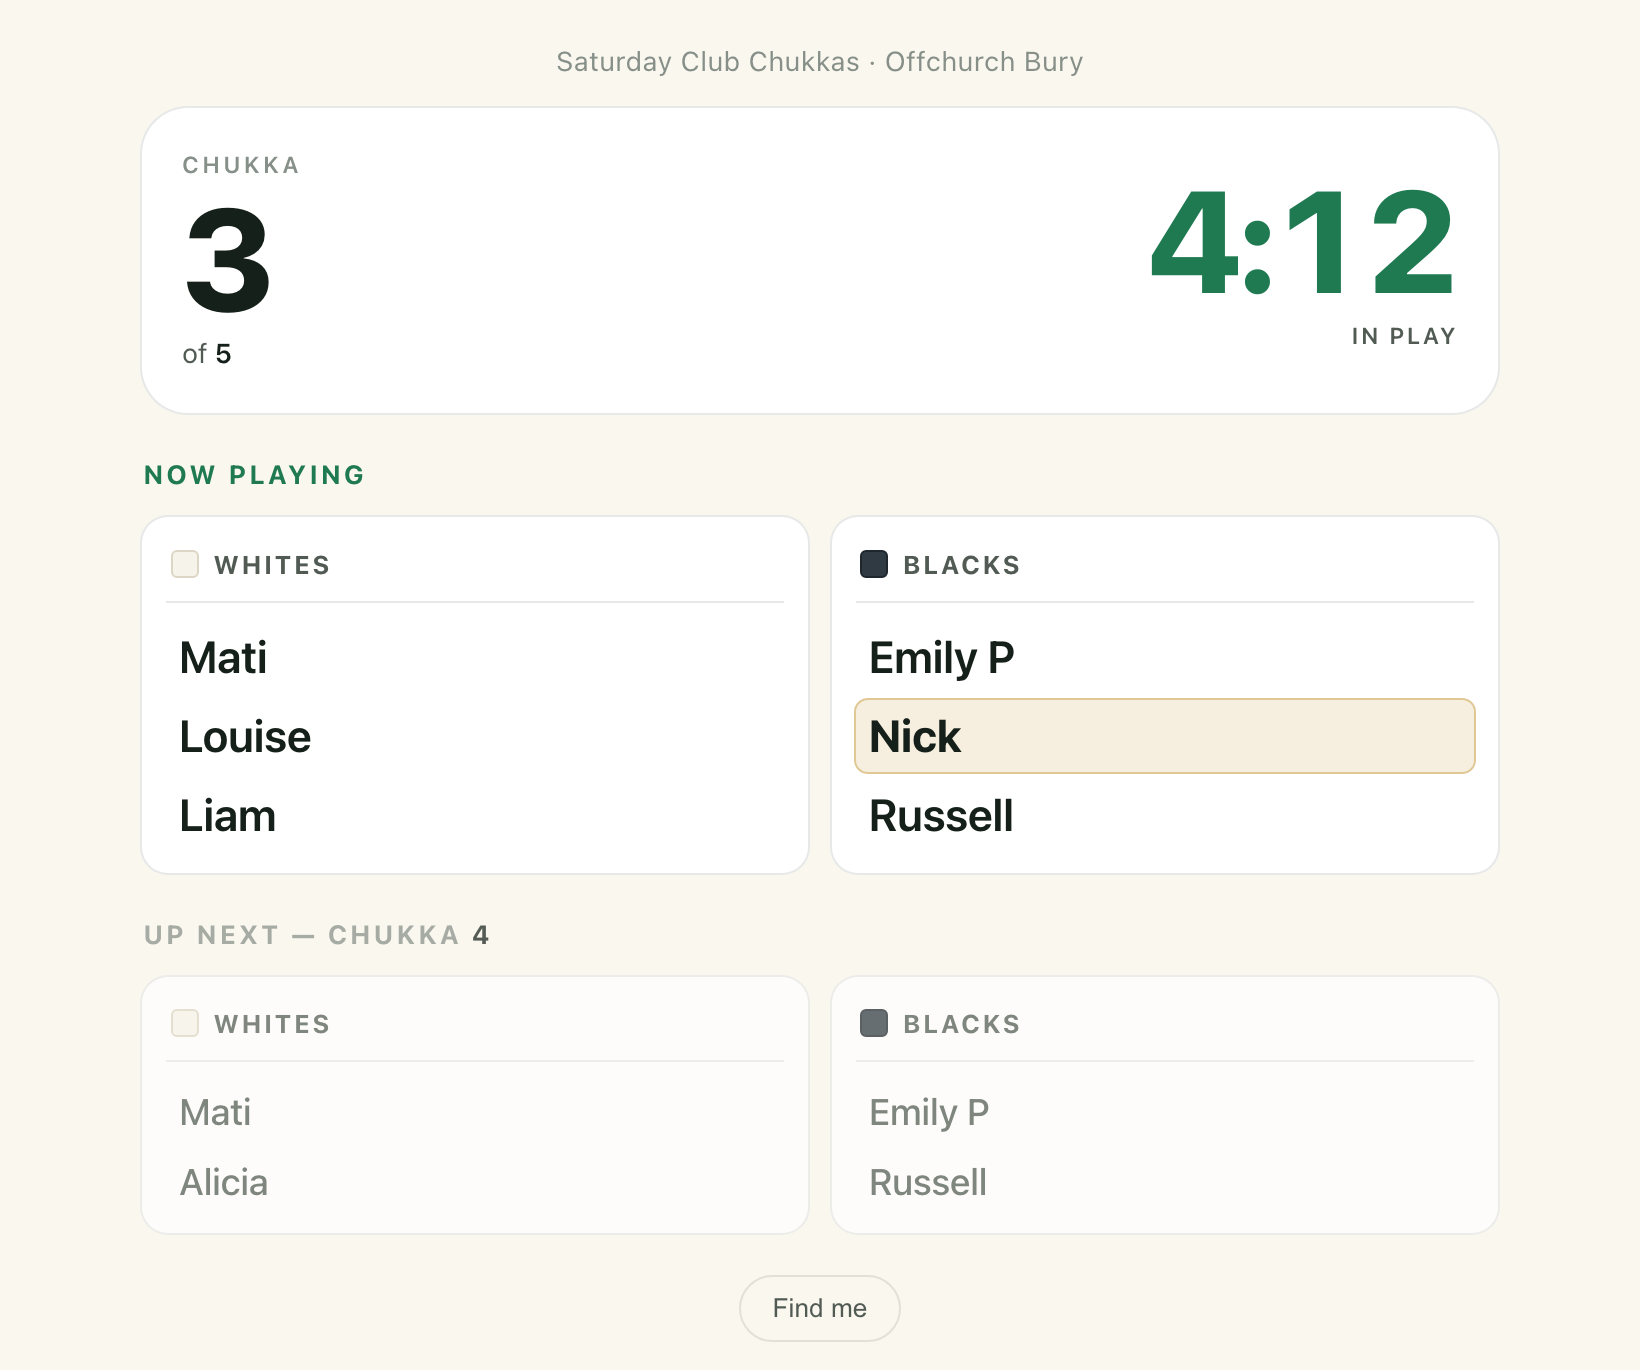 Saturday Club Chukkas · Offchurch Bury
CHUKKA
3
of 5
4:12
IN PLAY
NOW PLAYING
WHITES
Mati
Louise
Liam
BLACKS
Emily P
Nick
Russell
UP NEXT — CHUKKA 4
WHITES
Mati
Alicia
BLACKS
Emily P
Russell
Find me